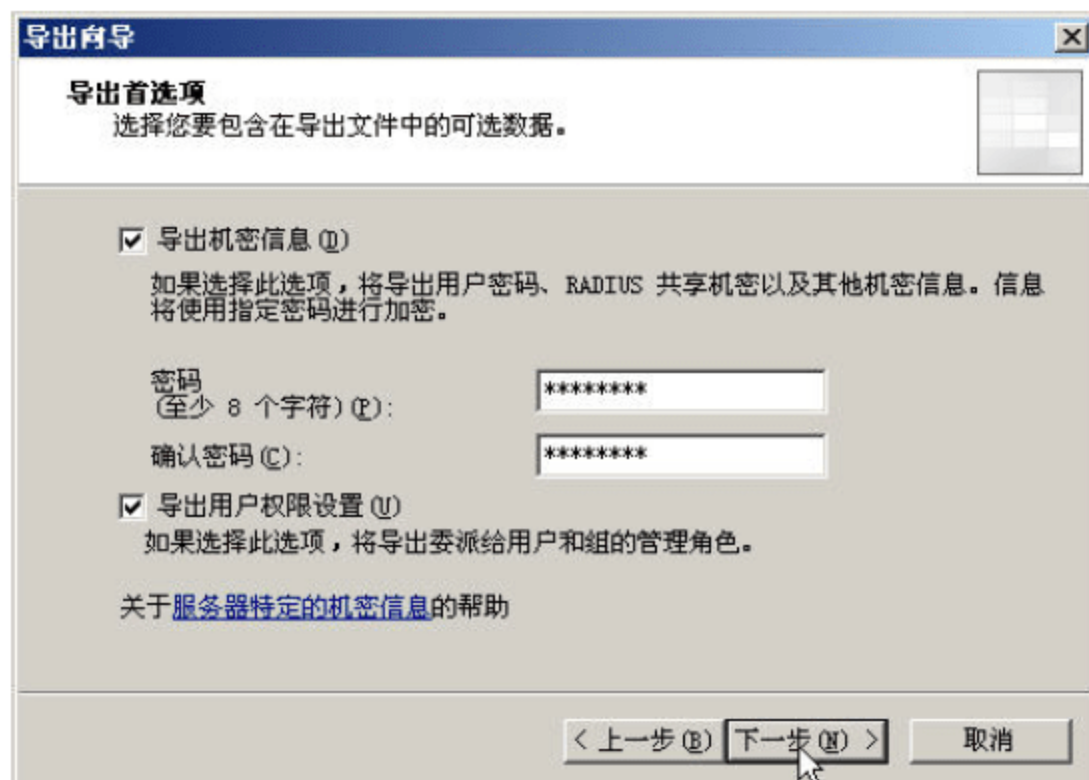 导出向导
导出首选项
选择您要包含在导出文件中的可选数据。
导出机密信息(D)
如果选择此选项，将导出用户密码、RADIUS 共享机密以及其他机密信息。信息
将使用指定密码进行加密。
密码
(至少 8 个字符)(P):
********
确认密码(C):
********
导出用户权限设置(U)
如果选择此选项，将导出委派给用户和组的管理角色。
关于服务器特定的机密信息的帮助
< 上一步(B)
下一步(N) >
取消